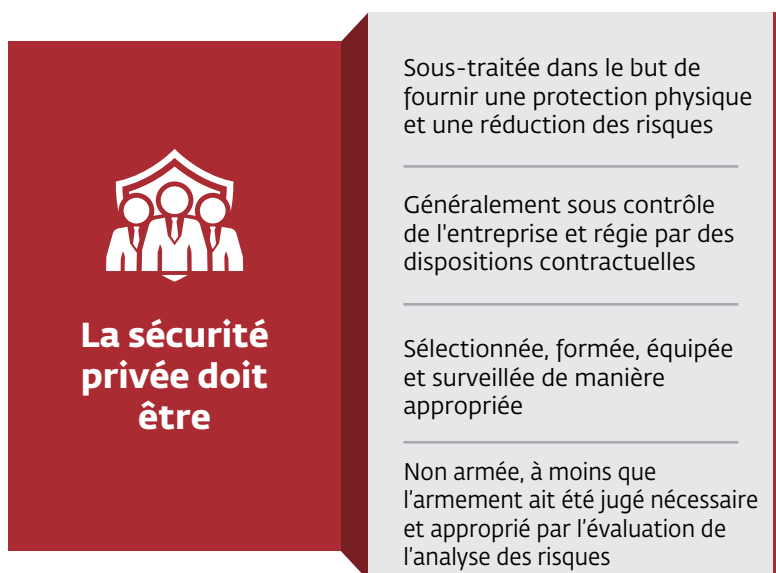 La sécurité
privée doit
être
Sous-traitée dans le but de
fournir une protection physique
et une réduction des risques
Généralement sous contrôle
de l'entreprise et régie par des
dispositions contractuelles
Sélectionnée, formée, équipée
et surveillée de manière
appropriée
Non armée, à moins que
l’armement ait été jugé nécessaire
et approprié par l’évaluation de
l’analyse des risques